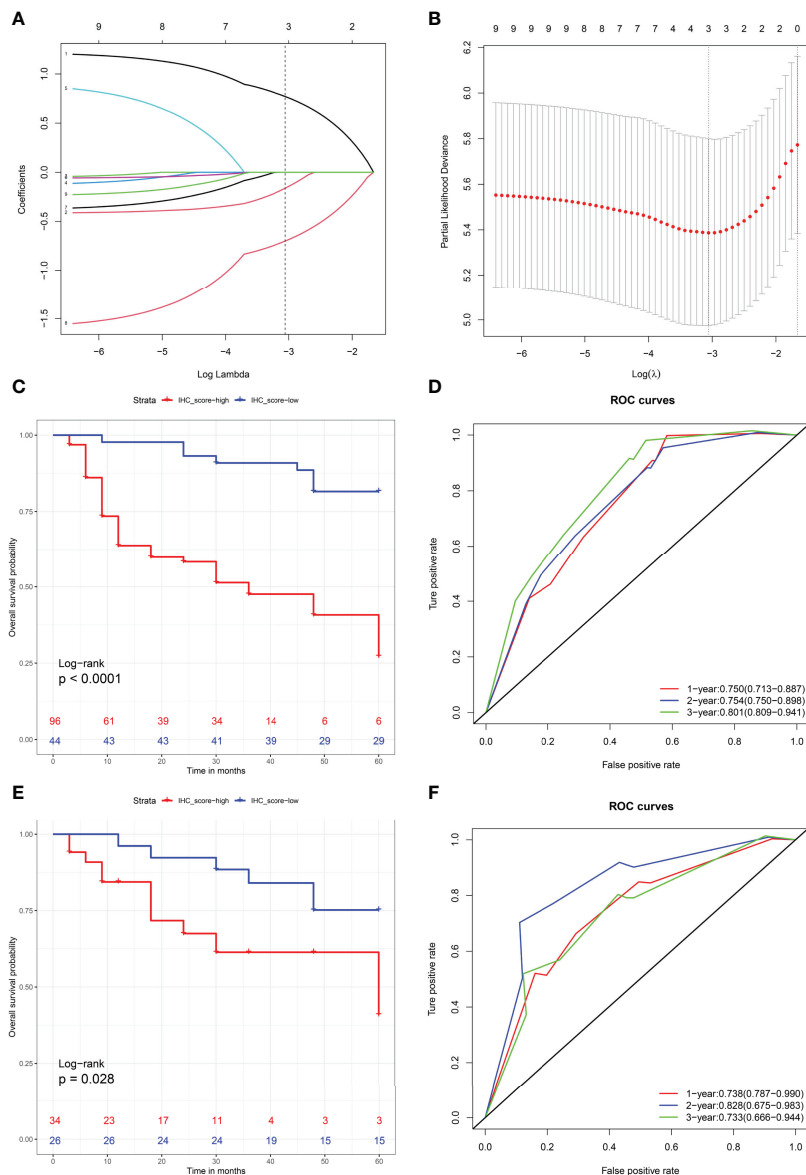 A
9 9 8 7 3 2
Coefficients
1.0
0.5
0.0
−0.5
−1.0
−1.5
1
5
4
9
7
2
6
−6 −5 −4 −3 −2
Log Lambda
B
9 9 9 9 9 8 8 7 7 7 4 4 3 3 2 2 2 0
Partial Likelihood Deviance
6.2
6.0
5.8
5.6
5.4
5.2
5.0
−6 −5 −4 −3 −2
Log(λ)
C
Strata IHC_score-high IHC_score-low
Overall survival probability
1.00
0.75
0.50
0.25
0.00
Log-rank
p < 0.0001
96 61 39 34 14 6 6
44 43 43 41 39 29 29
0 10 20 30 40 50 60
Time in months
D
ROC curves
Ture positive rate
1.0
0.8
0.6
0.4
0.2
0.0
1-year:0.750(0.713−0.887)
2-year:0.754(0.750−0.898)
3-year:0.801(0.809−0.941)
0.0 0.2 0.4 0.6 0.8 1.0
False positive rate
E
Strata IHC_score-high IHC_score-low
Overall survival probability
1.00
0.75
0.50
0.25
0.00
Log-rank
p = 0.028
34 23 17 11 4 3 3
26 26 24 24 19 15 15
0 10 20 30 40 50 60
Time in months
F
ROC curves
Ture positive rate
1.0
0.8
0.6
0.4
0.2
0.0
1-year:0.738(0.787−0.990)
2-year:0.828(0.675−0.983)
3-year:0.733(0.666−0.944)
0.0 0.2 0.4 0.6 0.8 1.0
False positive rate